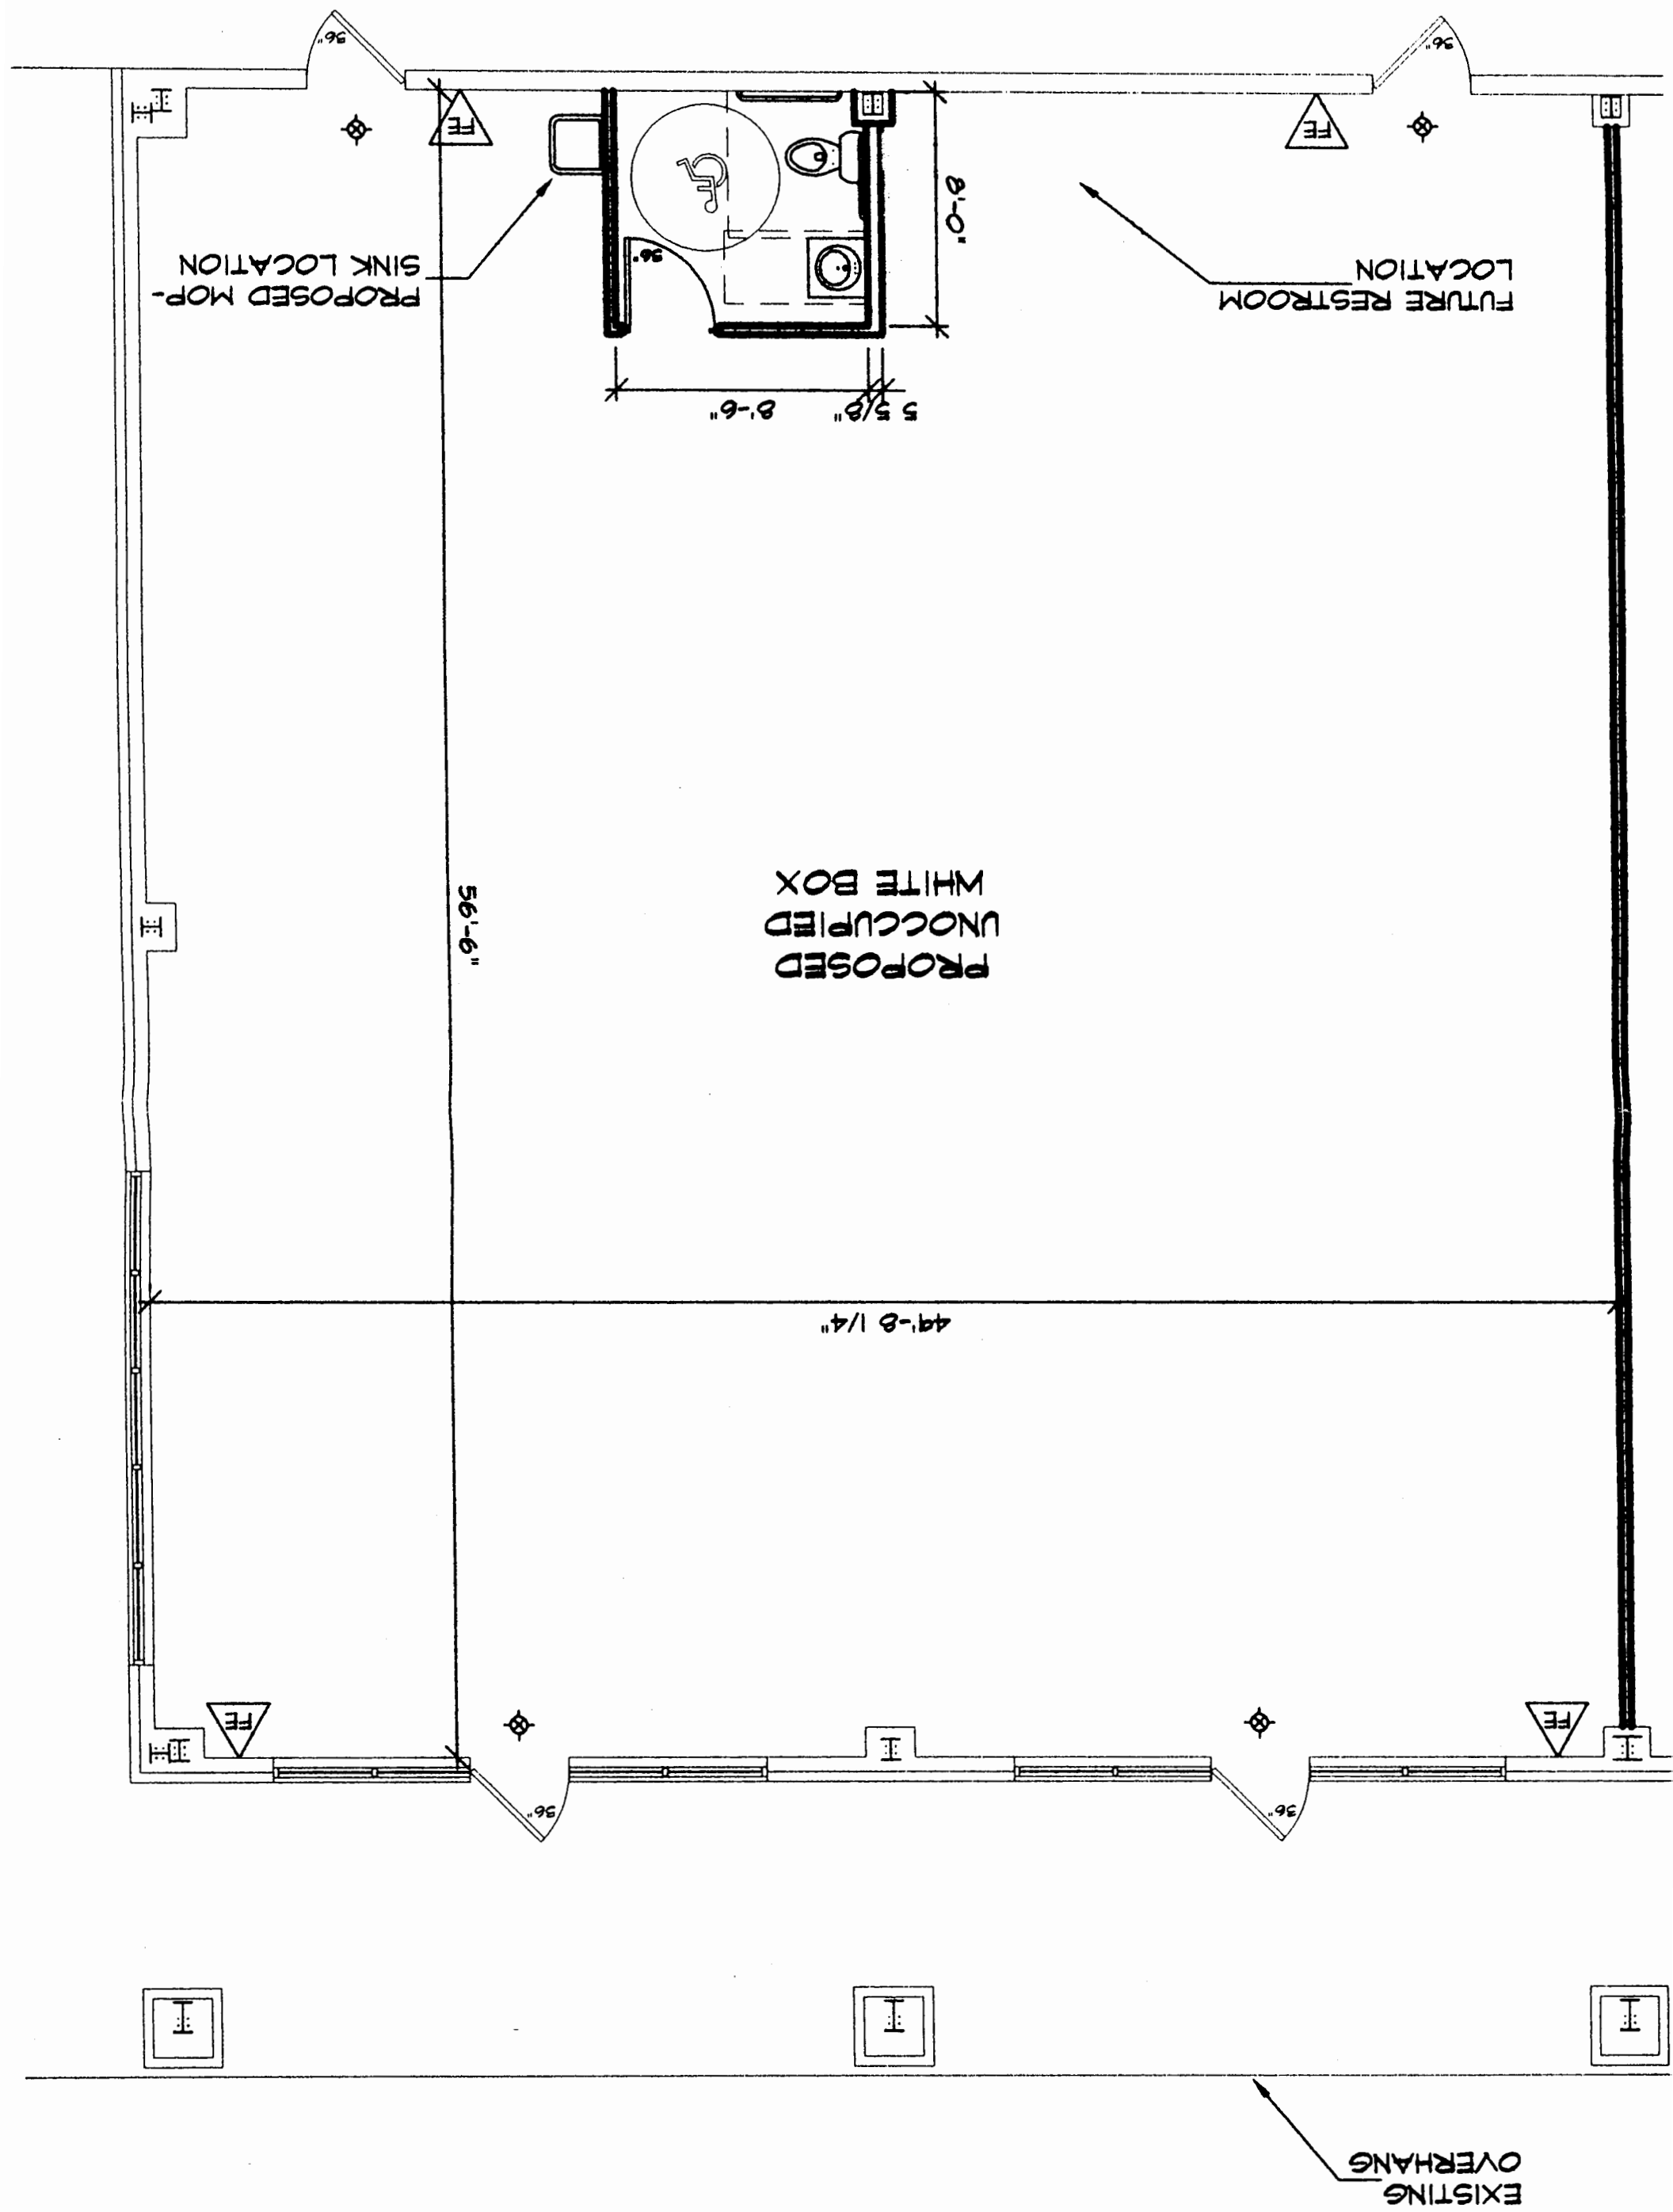 EXISTING
OVERHANG
36"
36"
FE
FE
49'-8 1/4"
PROPOSED
UNOCCUPIED
WHITE BOX
56'-6"
5 5/8"
8'-6"
FUTURE RESTROOM
LOCATION
8'-0"
36"
PROPOSED MOP-
SINK LOCATION
FE
FE
36"
36"